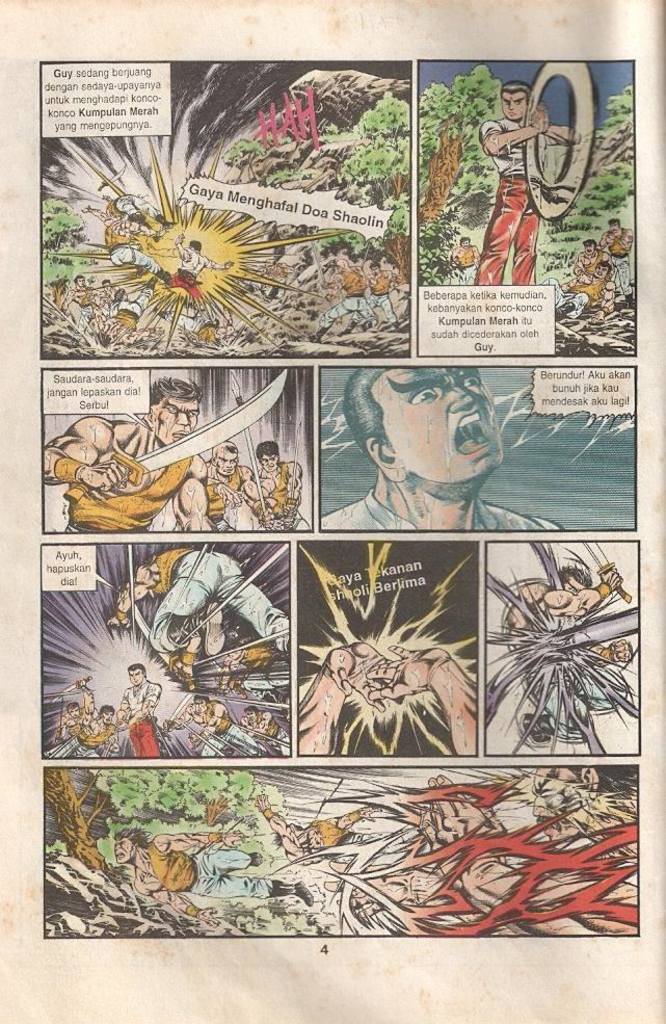 Guy sedang berjuang
dengan sedaya-upayanya
untuk menghadapi konco-
konco Kumpulan Merah
yang mengepungnya.
HAH
Gaya Menghafal Doa Shaolin
Beberapa ketika kemudian,
kebanyakan konco-konco
Kumpulan Merah itu
sudah dicederakan oleh
Guy.
Saudara-saudara,
jangan lepaskan dia!
Serbu!
Berundur! Aku akan
bunuh jika kau
mendesak aku lagi!
Ayuh,
hapuskan
dia!
Gaya Tekanan
Berlima
4